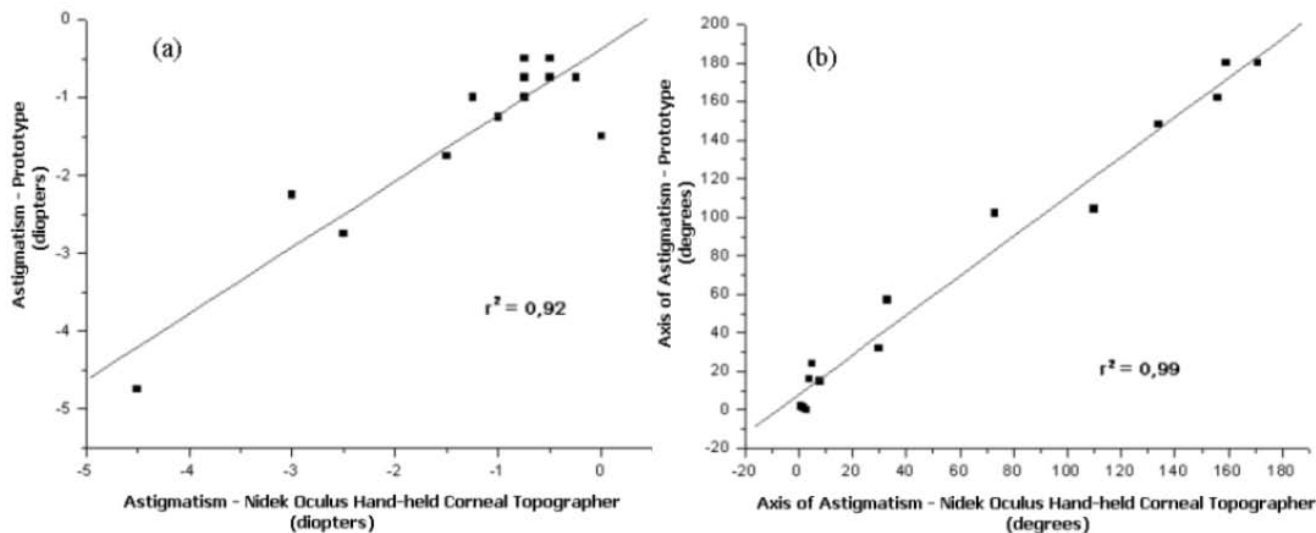 (a)
Astigmatism - Prototype
(diopters)
0
-1
-2
-3
-4
-5
r² = 0,92
-5
-4
-3
-2
-1
0
Astigmatism - Nidek Oculus Hand-held Corneal Topographer
(diopters)
(b)
Axis of Astigmatism - Prototype
(degrees)
200
180
160
140
120
100
80
60
40
20
0
-20
r² = 0,99
-20
0
20
40
60
80
100
120
140
160
180
Axis of Astigmatism - Nidek Oculus Hand-held Corneal Topographer
(degrees)